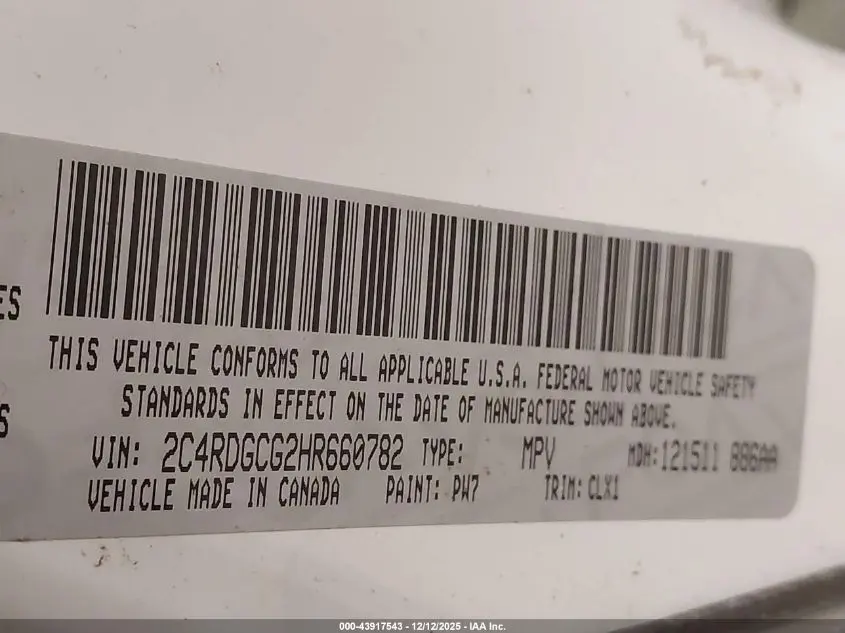 ES
THIS VEHICLE CONFORMS TO ALL APPLICABLE U.S.A. FEDERAL MOTOR VEHICLE SAFETY
S
STANDARDS IN EFFECT ON THE DATE OF MANUFACTURE SHOWN ABOVE.
VIN: 2C4RDGCG2HR660782 TYPE: MPV MDH:121511 886AA
VEHICLE MADE IN CANADA PAINT: PW7 TRIM: CLX1
000-43917543 - 12/12/2025 - IAA Inc.